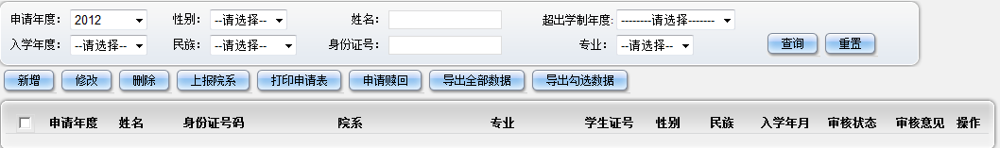 申请年度: 2012 性别: --请选择-- 姓名: 超出学制年度: --------请选择-------
入学年度: --请选择-- 民族: --请选择-- 身份证号: 专业: --请选择-- 查询 重置
新增 修改 删除 上报院系 打印申请表 申请赎回 导出全部数据 导出勾选数据
申请年度 姓名 身份证号码 院系 专业 学生证号 性别 民族 入学年月 审核状态 审核意见 操作